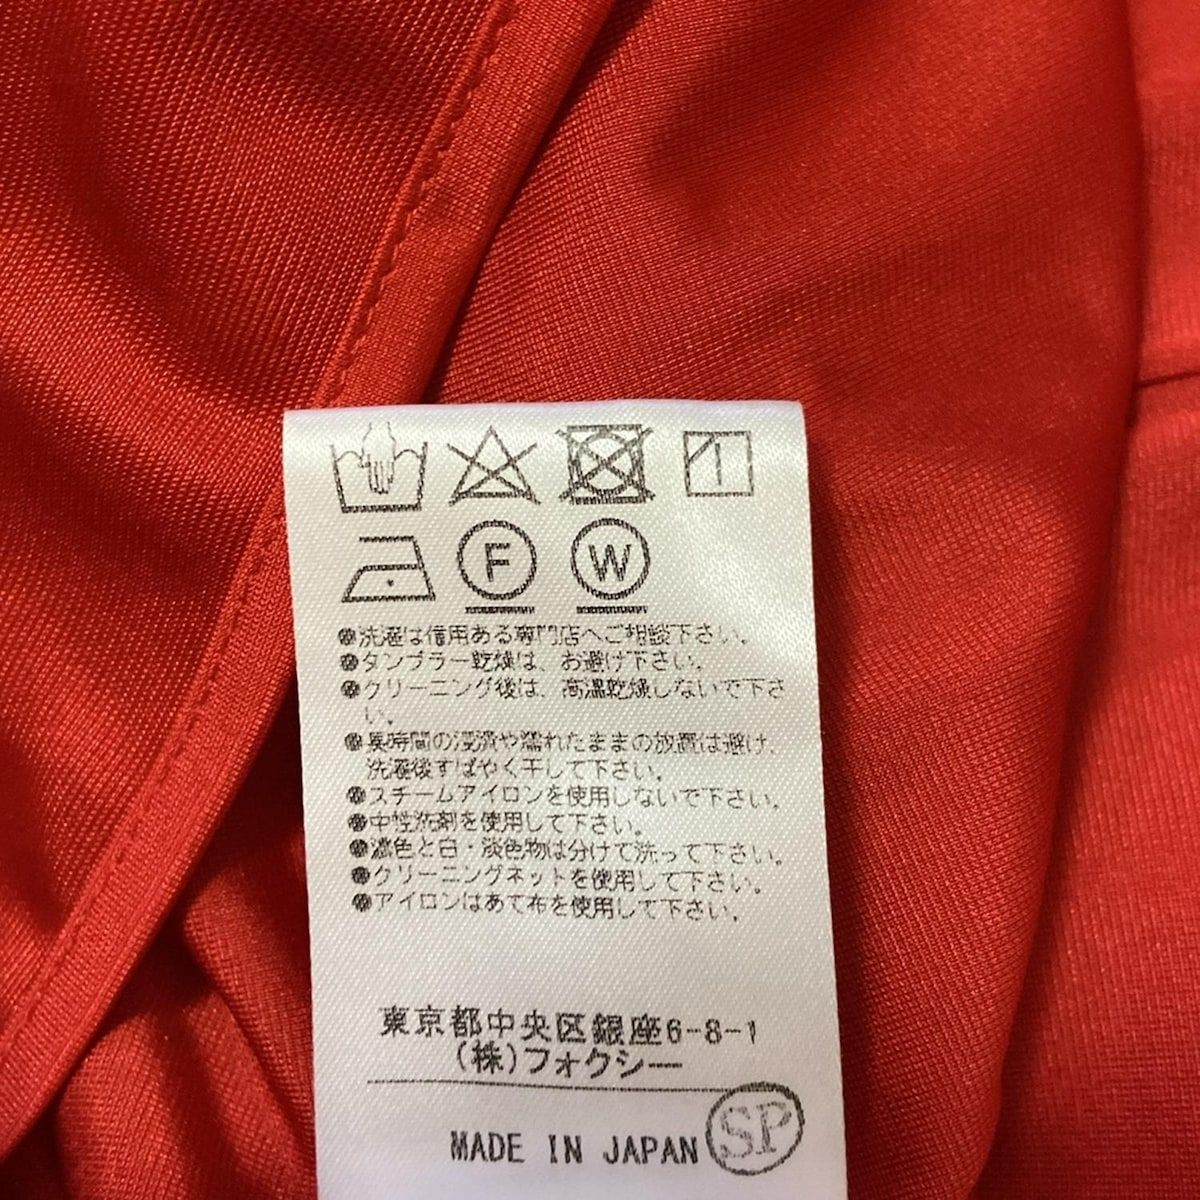 F W
●洗濯は信用ある専門店へご相談下さい。
●タンブラー乾燥は、お避け下さい。
●クリーニング後は、高温乾燥しないで下さ
い。
●長時間の浸漬や濡れたままの放置は避け、
洗濯後すばやく干して下さい。
●スチームアイロンを使用しないで下さい。
●中性洗剤を使用して下さい。
●濃色と白・淡色物は分けて洗って下さい。
●クリーニングネットを使用して下さい。
●アイロンはあて布を使用して下さい。
東京都中央区銀座6-8-1
(株)フォクシー
MADE IN JAPAN
SP